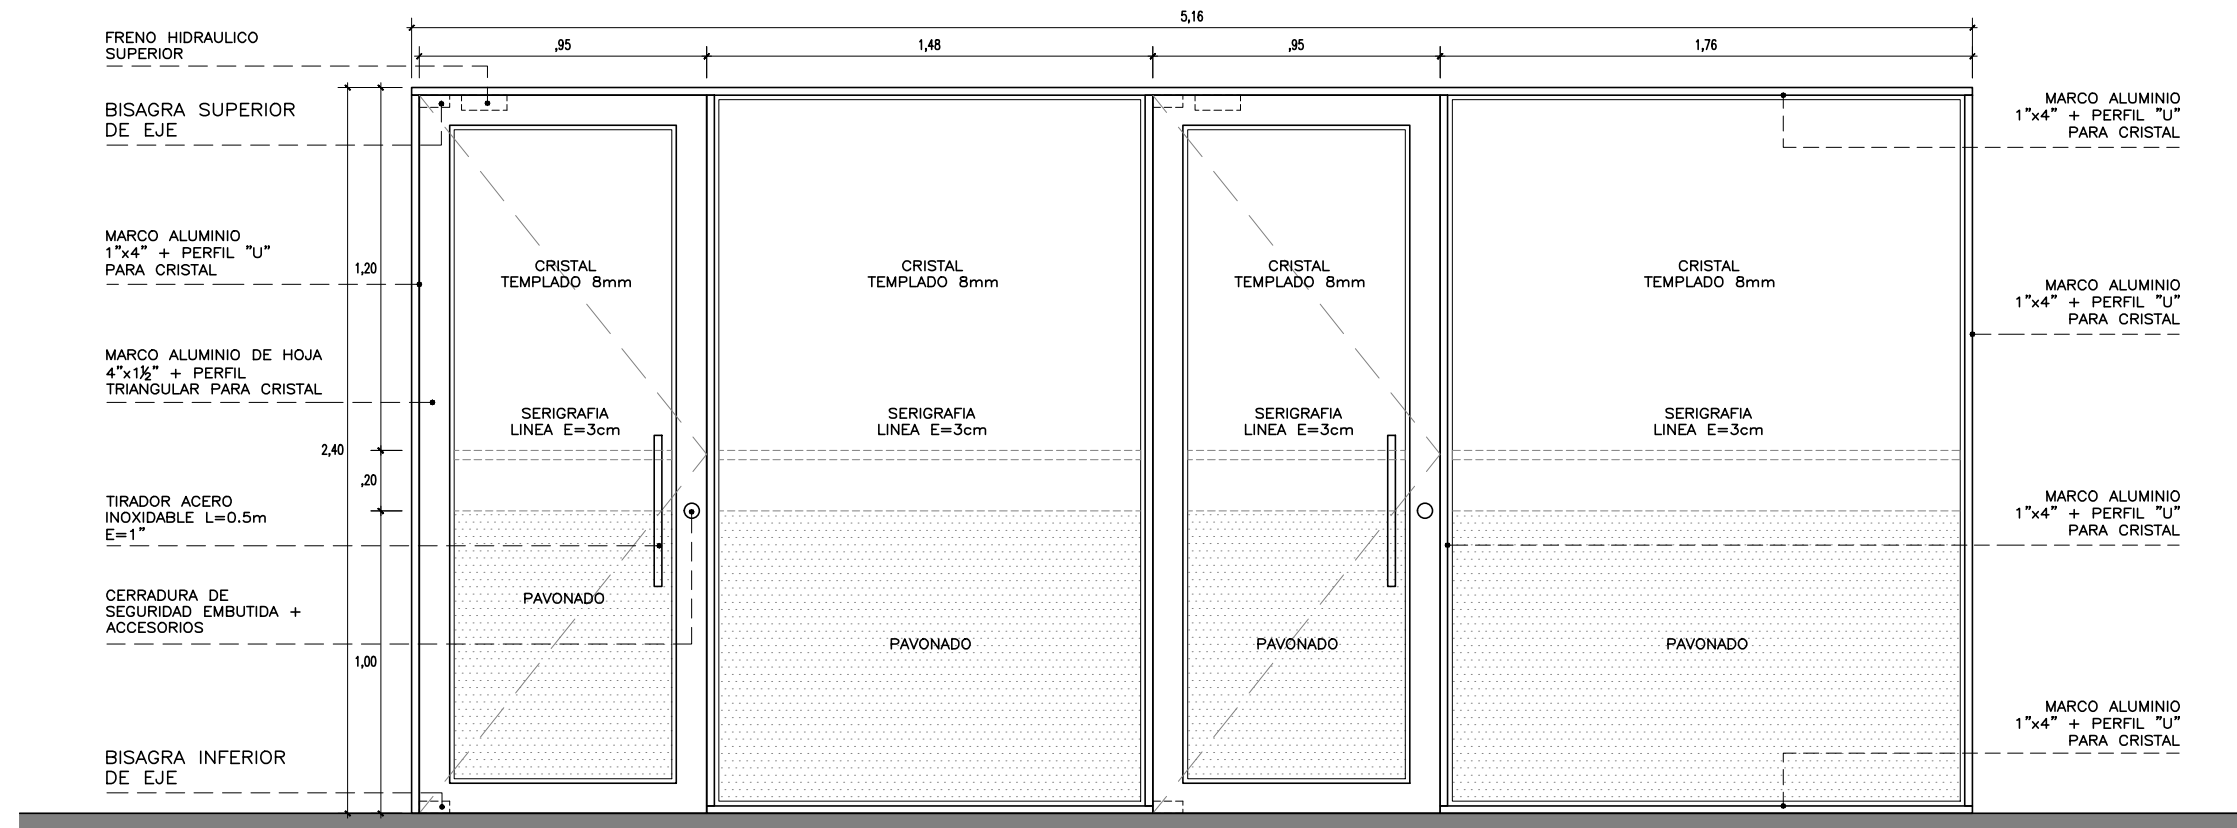 5,16
,95
1,48
,95
1,76
FRENO HIDRAULICO
SUPERIOR
BISAGRA SUPERIOR
DE EJE
MARCO ALUMINIO
1"x4" + PERFIL "U"
PARA CRISTAL
MARCO ALUMINIO DE HOJA
4"x1½" + PERFIL
TRIANGULAR PARA CRISTAL
TIRADOR ACERO
INOXIDABLE L=0.5m
E=1"
CERRADURA DE
SEGURIDAD EMBUTIDA +
ACCESORIOS
BISAGRA INFERIOR
DE EJE
2,40
1,20
,20
1,00
CRISTAL
TEMPLADO 8mm
SERIGRAFIA
LINEA E=3cm
PAVONADO
CRISTAL
TEMPLADO 8mm
SERIGRAFIA
LINEA E=3cm
PAVONADO
CRISTAL
TEMPLADO 8mm
SERIGRAFIA
LINEA E=3cm
PAVONADO
CRISTAL
TEMPLADO 8mm
SERIGRAFIA
LINEA E=3cm
PAVONADO
MARCO ALUMINIO
1"x4" + PERFIL "U"
PARA CRISTAL
MARCO ALUMINIO
1"x4" + PERFIL "U"
PARA CRISTAL
MARCO ALUMINIO
1"x4" + PERFIL "U"
PARA CRISTAL
MARCO ALUMINIO
1"x4" + PERFIL "U"
PARA CRISTAL